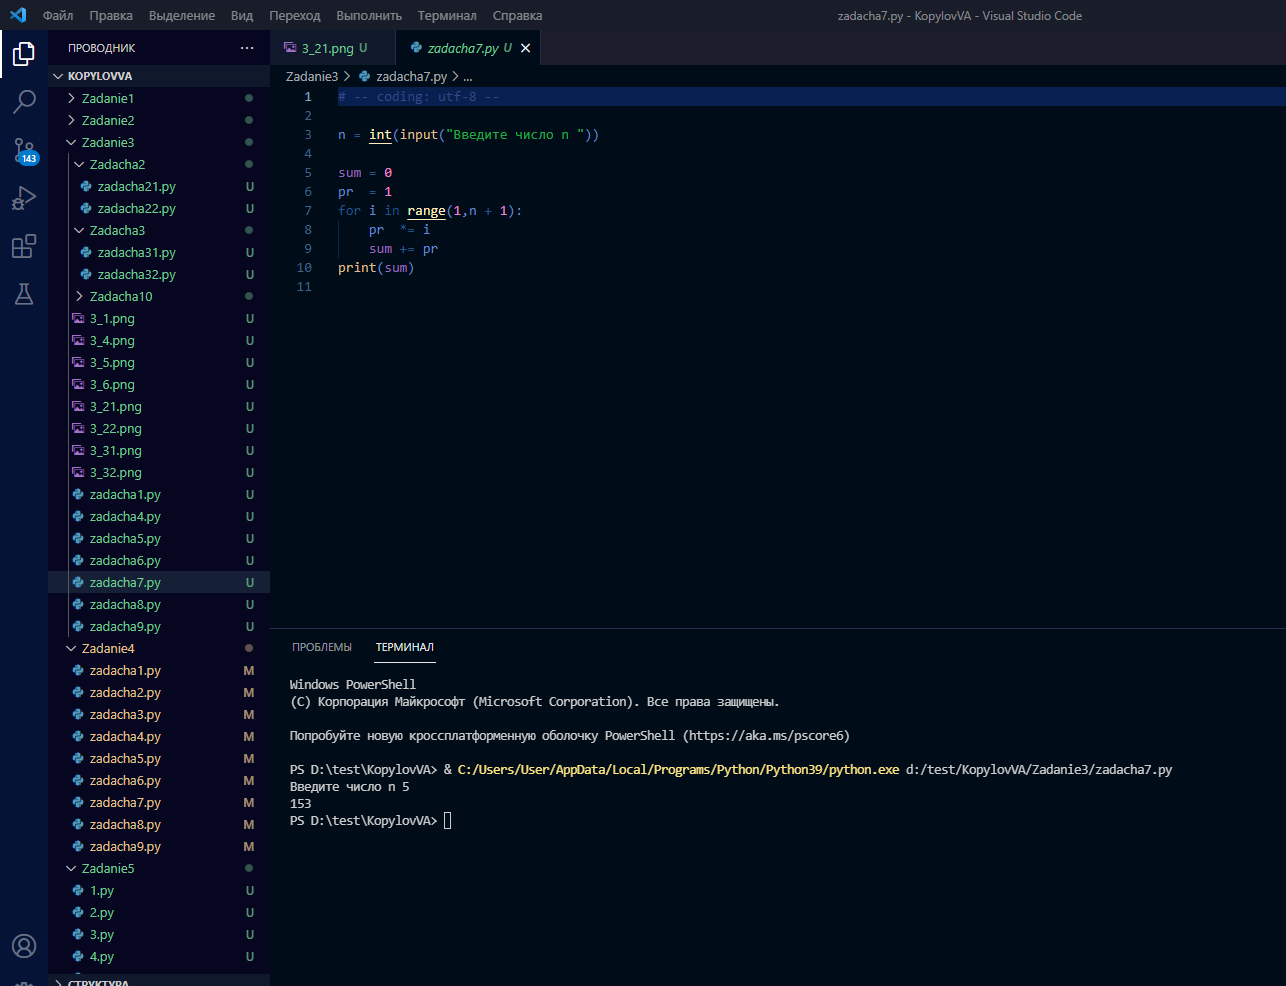 Файл Правка Выделение Вид Переход Выполнить Терминал Справка zadacha7.py - KopylovVA - Visual Studio Code
ПРОВОДНИК ...
3_21.png U zadacha7.py U
KOPYLOVVA
Zadanie3 > zadacha7.py > ...
Zadanie1
Zadanie2
Zadanie3
Zadacha2
zadacha21.py U
zadacha22.py U
Zadacha3
zadacha31.py U
zadacha32.py U
Zadacha10
3_1.png U
3_4.png U
3_5.png U
3_6.png U
3_21.png U
3_22.png U
3_31.png U
3_32.png U
zadacha1.py U
zadacha4.py U
zadacha5.py U
zadacha6.py U
zadacha7.py U
zadacha8.py U
zadacha9.py U
Zadanie4
zadacha1.py M
zadacha2.py M
zadacha3.py M
zadacha4.py M
zadacha5.py M
zadacha6.py M
zadacha7.py M
zadacha8.py M
zadacha9.py M
Zadanie5
1.py U
2.py U
3.py U
4.py U
СТРУКТУРА
143
1 # -- coding: utf-8 --
2
3 n = int(input("Введите число n "))
4
5 sum = 0
6 pr  = 1
7 for i in range(1,n + 1):
8     pr  *= i
9     sum += pr
10 print(sum)
11
ПРОБЛЕМЫ ТЕРМИНАЛ
Windows PowerShell
(C) Корпорация Майкрософт (Microsoft Corporation). Все права защищены.
Попробуйте новую кроссплатформенную оболочку PowerShell (https://aka.ms/pscore6)
PS D:\test\KopylovVA> & C:/Users/User/AppData/Local/Programs/Python/Python39/python.exe d:/test/KopylovVA/Zadanie3/zadacha7.py
Введите число n 5
153
PS D:\test\KopylovVA>